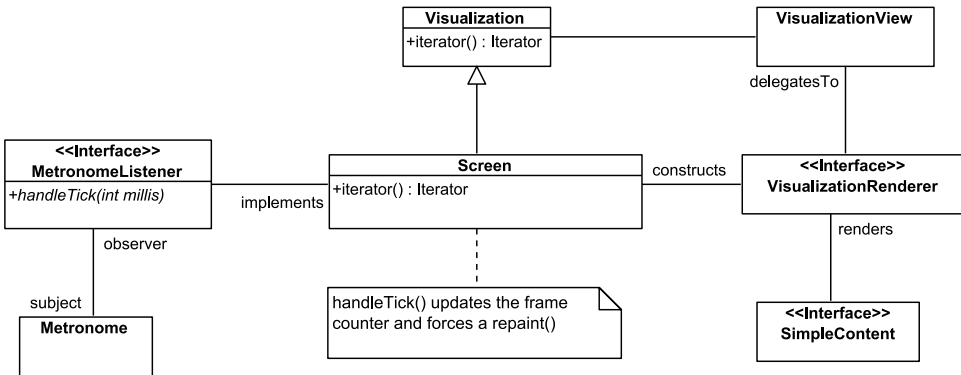 Visualization
+iterator() : Iterator
VisualizationView
delegatesTo
<<Interface>>
MetronomeListener
+handleTick(int millis)
implements
Screen
+iterator() : Iterator
constructs
<<Interface>>
VisualizationRenderer
observer
renders
subject
Metronome
handleTick() updates the frame
counter and forces a repaint()
<<Interface>>
SimpleContent